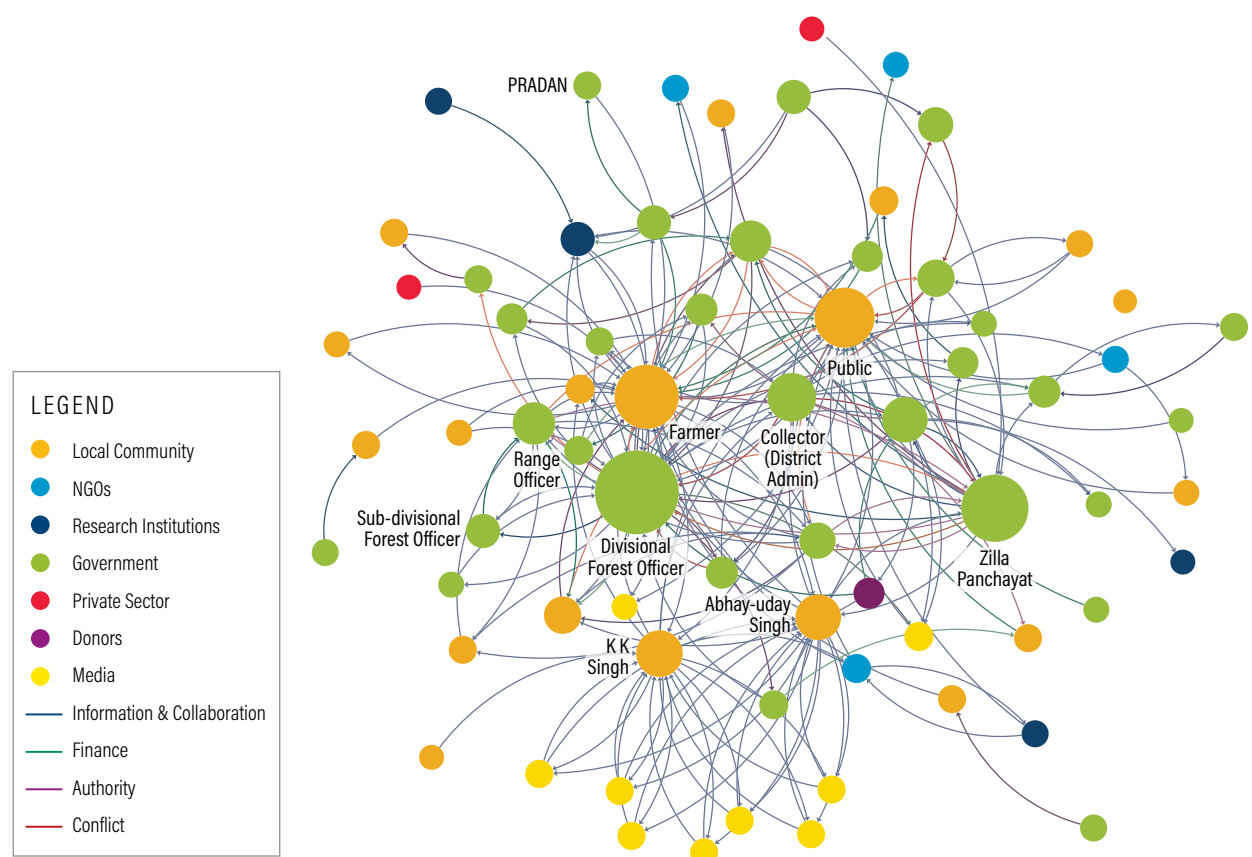 PRADAN
Public
Farmer
Collector
(District
Admin)
Range
Officer
Sub-divisional
Forest Officer
Divisional
Forest Officer
Zilla
Panchayat
Abhay-uday
Singh
K K
Singh
LEGEND
Local Community
NGOs
Research Institutions
Government
Private Sector
Donors
Media
Information & Collaboration
Finance
Authority
Conflict